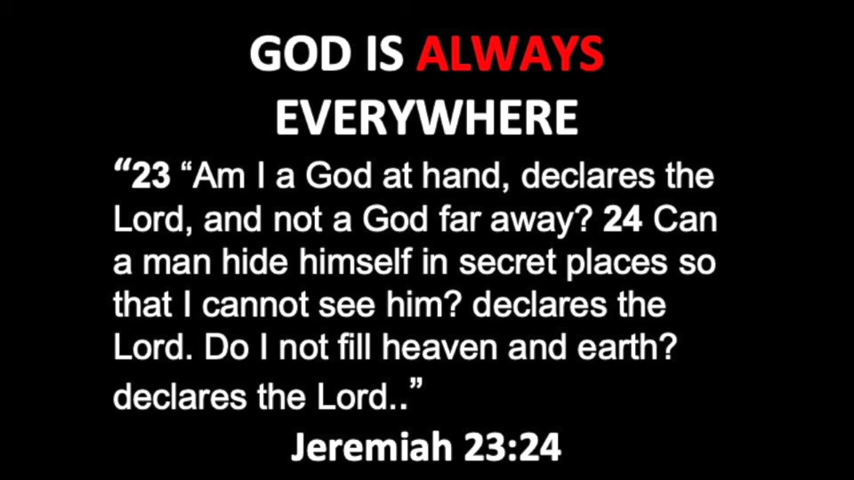 GOD IS ALWAYS
EVERYWHERE
“23 “Am I a God at hand, declares the
Lord, and not a God far away? 24 Can
a man hide himself in secret places so
that I cannot see him? declares the
Lord. Do I not fill heaven and earth?
declares the Lord..”
Jeremiah 23:24